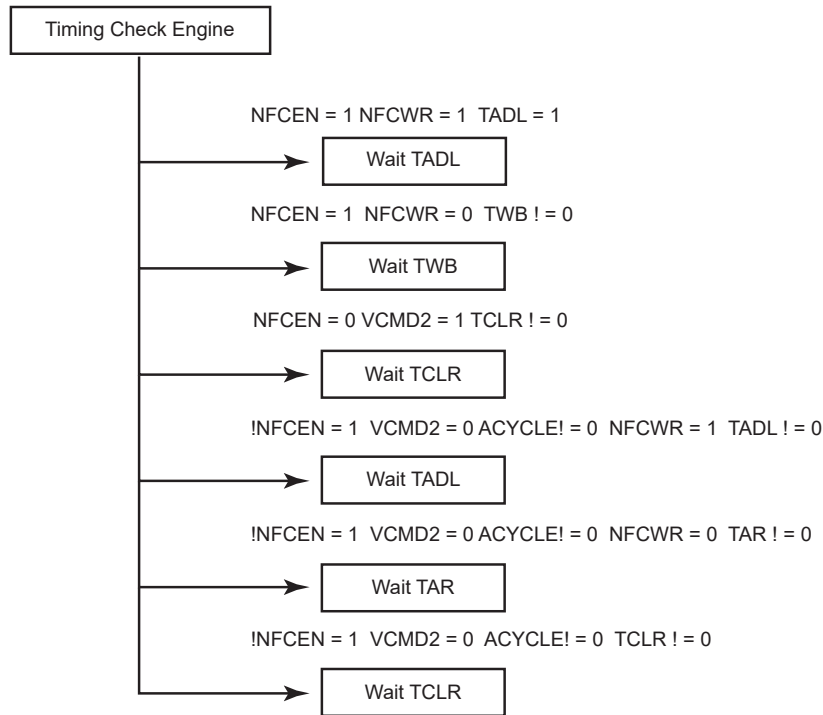 Timing Check Engine
NFCEN = 1 NFCWR = 1 TADL = 1
Wait TADL
NFCEN = 1 NFCWR = 0 TWB ! = 0
Wait TWB
NFCEN = 0 VCMD2 = 1 TCLR ! = 0
Wait TCLR
!NFCEN = 1 VCMD2 = 0 ACYCLE! = 0 NFCWR = 1 TADL ! = 0
Wait TADL
!NFCEN = 1 VCMD2 = 0 ACYCLE! = 0 NFCWR = 0 TAR ! = 0
Wait TAR
!NFCEN = 1 VCMD2 = 0 ACYCLE! = 0 TCLR ! = 0
Wait TCLR